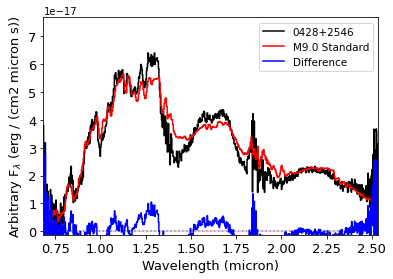 1e−17
0428+2546
M9.0 Standard
Difference
7
6
5
4
3
2
1
0
Arbitrary Fλ (erg / (cm2 micron s))
0.75 1.00 1.25 1.50 1.75 2.00 2.25 2.50
Wavelength (micron)